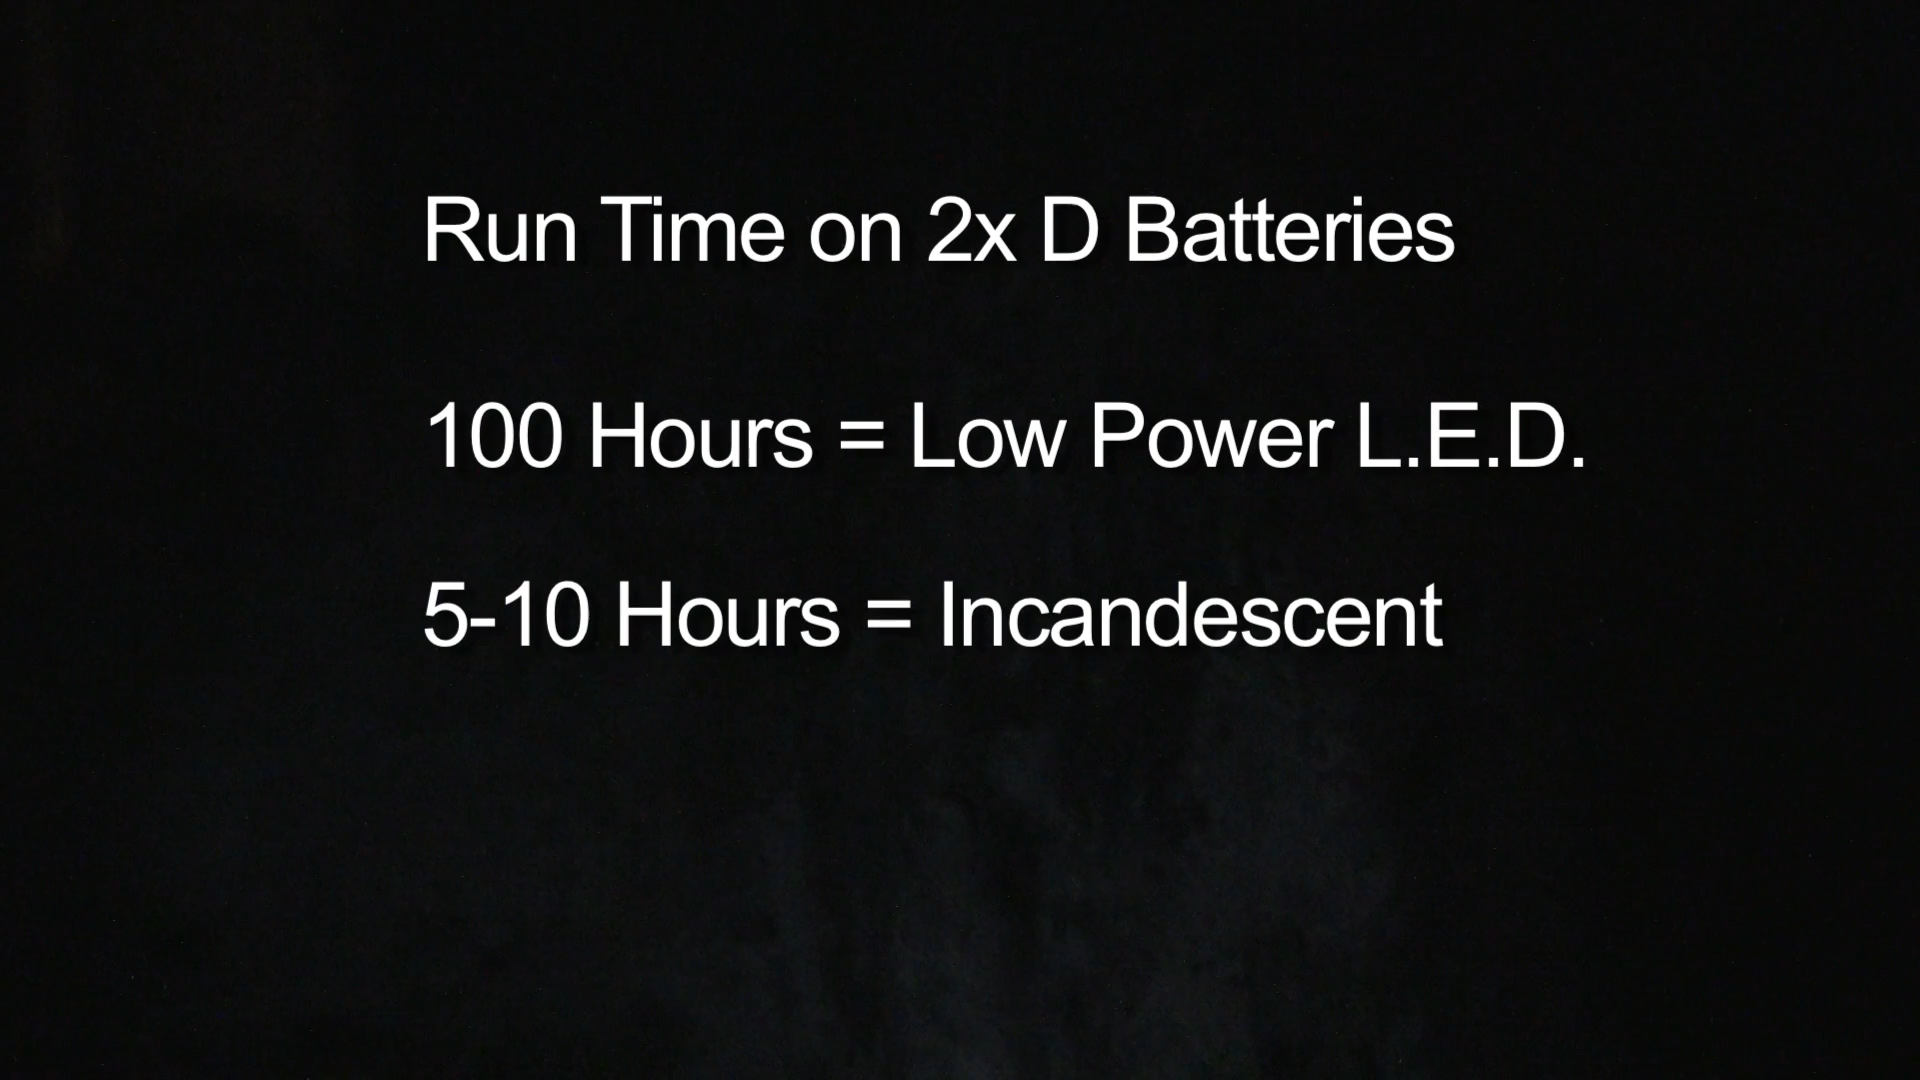 Run Time on 2x D Batteries
100 Hours = Low Power L.E.D.
5-10 Hours = Incandescent